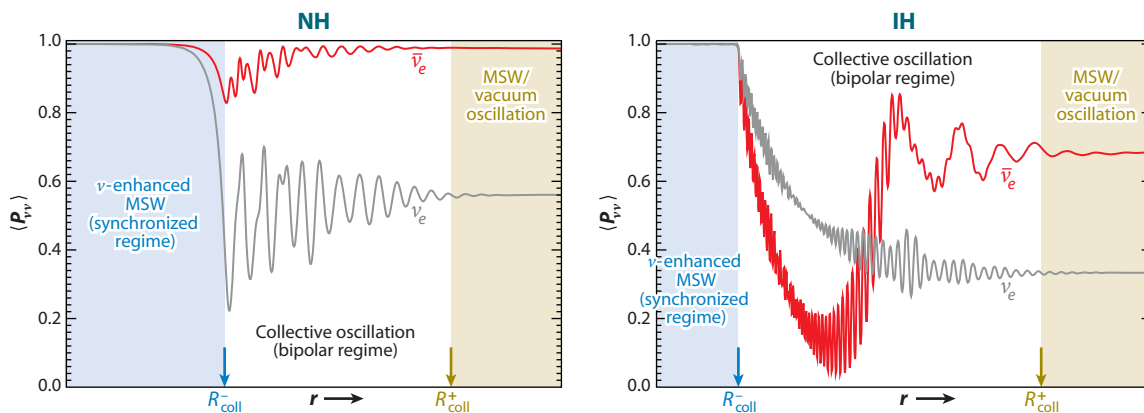 NH
1.0
0.8
0.6
0.4
0.2
0.0
⟨Pνν⟩
ν̅e
νe
MSW/
vacuum
oscillation
ν-enhanced
MSW
(synchronized
regime)
Collective oscillation
(bipolar regime)
R−coll
r
R+coll
IH
1.0
0.8
0.6
0.4
0.2
0.0
⟨Pνν⟩
Collective oscillation
(bipolar regime)
MSW/
vacuum
oscillation
ν̅e
νe
ν-enhanced
MSW
(synchronized
regime)
R−coll
r
R+coll